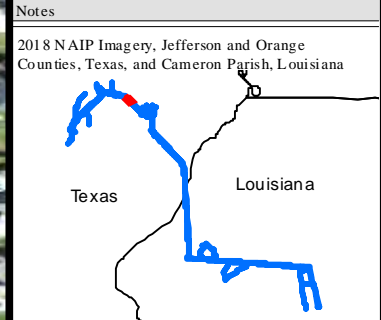 Notes
2018 NAIP Imagery, Jefferson and Orange
Counties, Texas, and Cameron Parish, Louisiana
Texas
Louisiana